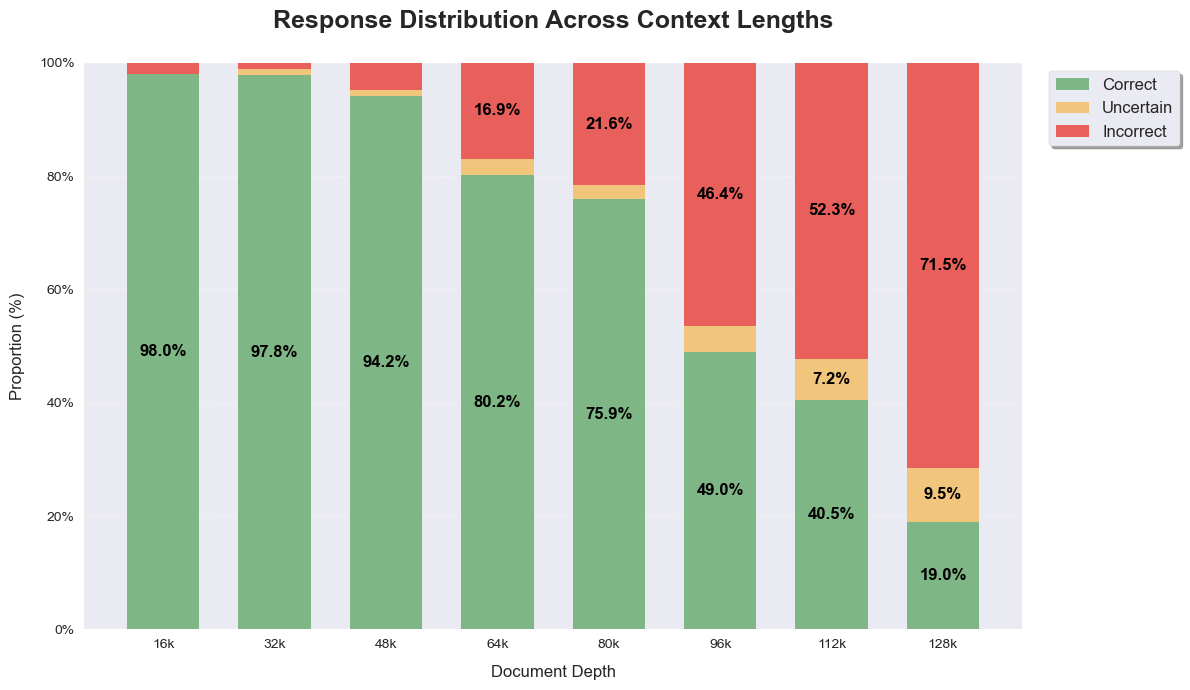 Response Distribution Across Context Lengths
Proportion (%)
100%
80%
60%
40%
20%
0%
98.0%
97.8%
94.2%
80.2%
16.9%
75.9%
21.6%
49.0%
46.4%
40.5%
7.2%
52.3%
19.0%
9.5%
71.5%
16k
32k
48k
64k
80k
96k
112k
128k
Document Depth
Correct
Uncertain
Incorrect